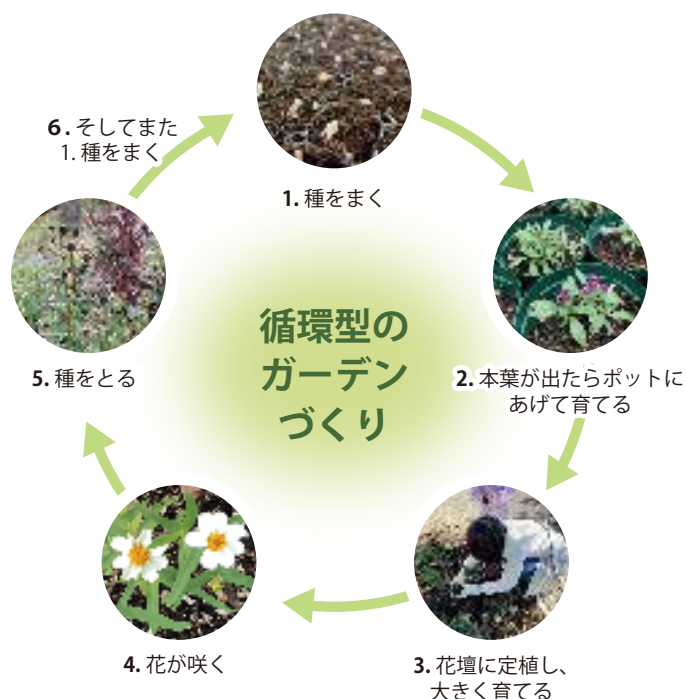 循環型の
ガーデン
づくり
1. 種をまく
2. 本葉が出たらポットに
あげて育てる
3. 花壇に定植し、
大きく育てる
4. 花が咲く
5. 種をとる
6. そしてまた
1. 種をまく